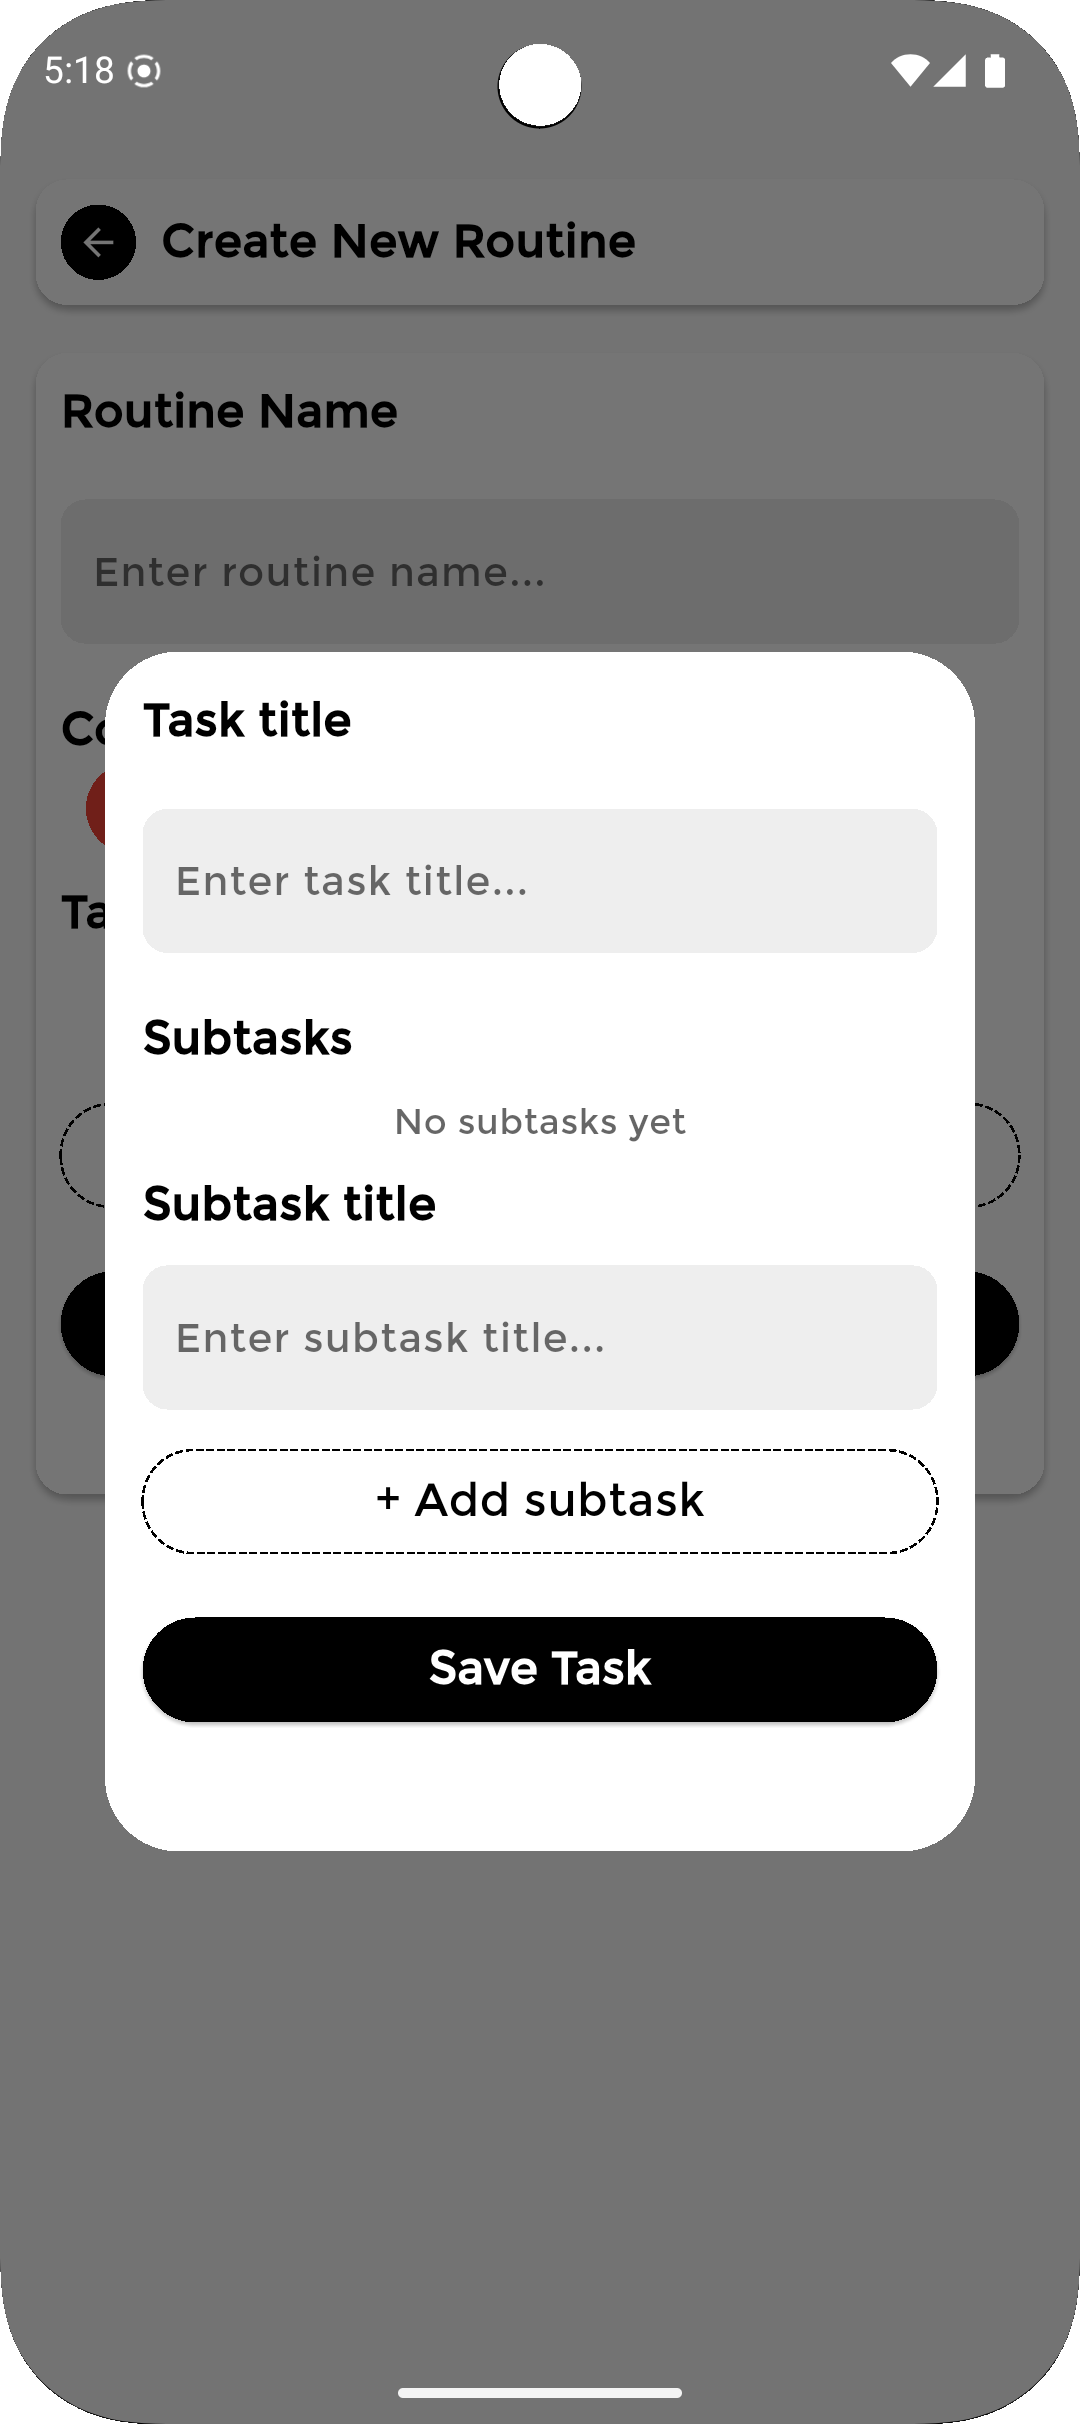 5:18
Create New Routine
Routine Name
Enter routine name...
Co
Ta
Task title
Enter task title...
Subtasks
No subtasks yet
Subtask title
Enter subtask title...
+ Add subtask
Save Task